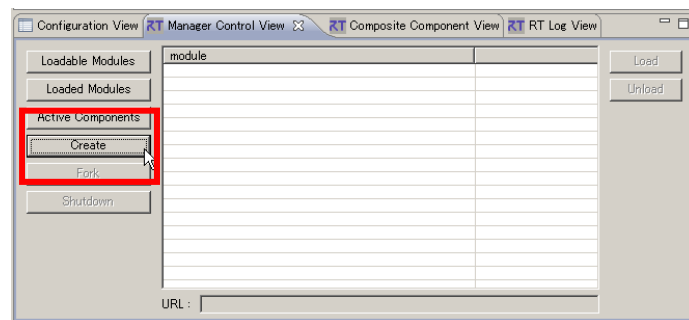 Configuration View RT Manager Control View RT Composite Component View RT RT Log View
Loadable Modules
module
Load
Loaded Modules
Unload
Active Components
Create
Fork
Shutdown
URL :